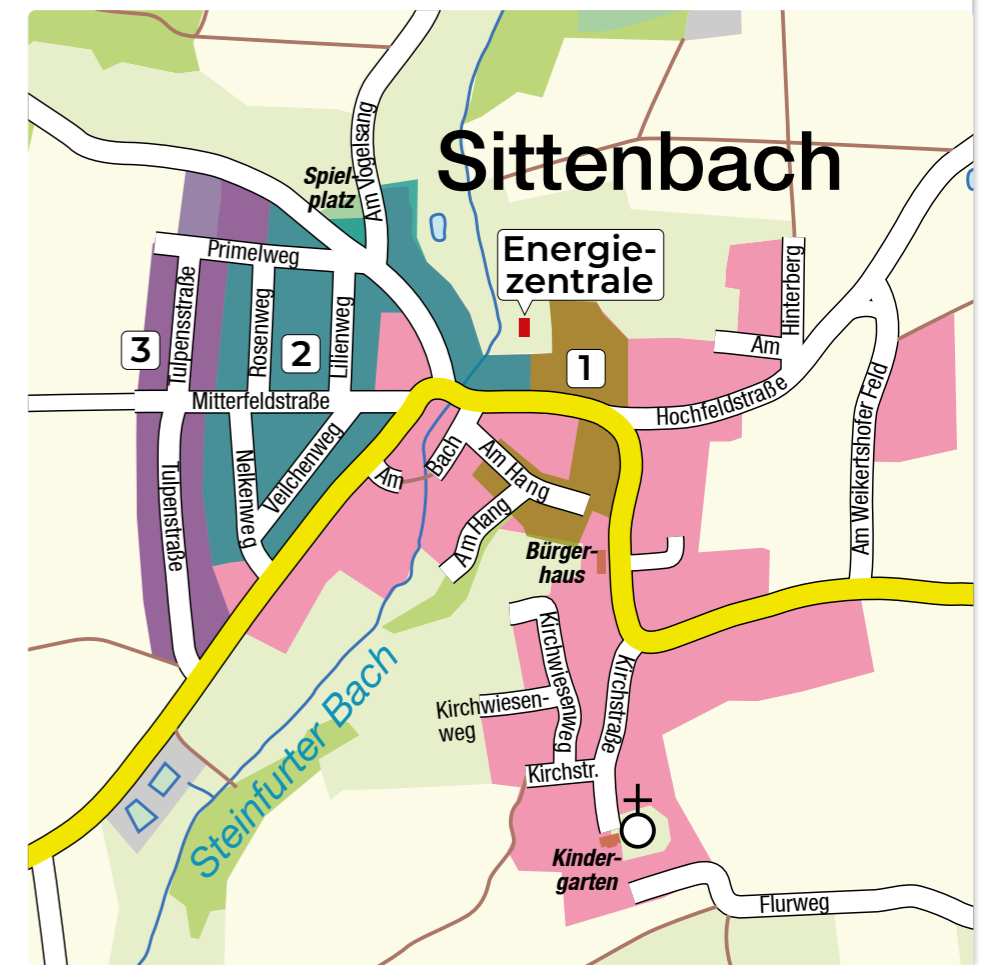 Sittenbach
Am Vogelsang
Spiel-
platz
Energie-
zentrale
Primelweg
Hinterberg
Am
Tulpensstraße
Rosenweg
Lilienweg
3
2
1
Mitterfeldstraße
Hochfeldstraße
Am Weikertshofer Feld
Tulpenstraße
Nelkenweg
Veilchenweg
Am
Bach
Am Hang
Am Hang
Bürger-
haus
Kirchwiesenweg
Kirchwiesen-
weg
Kirchstraße
Kirchstr.
Steinfurter Bach
Kinder-
garten
Flurweg